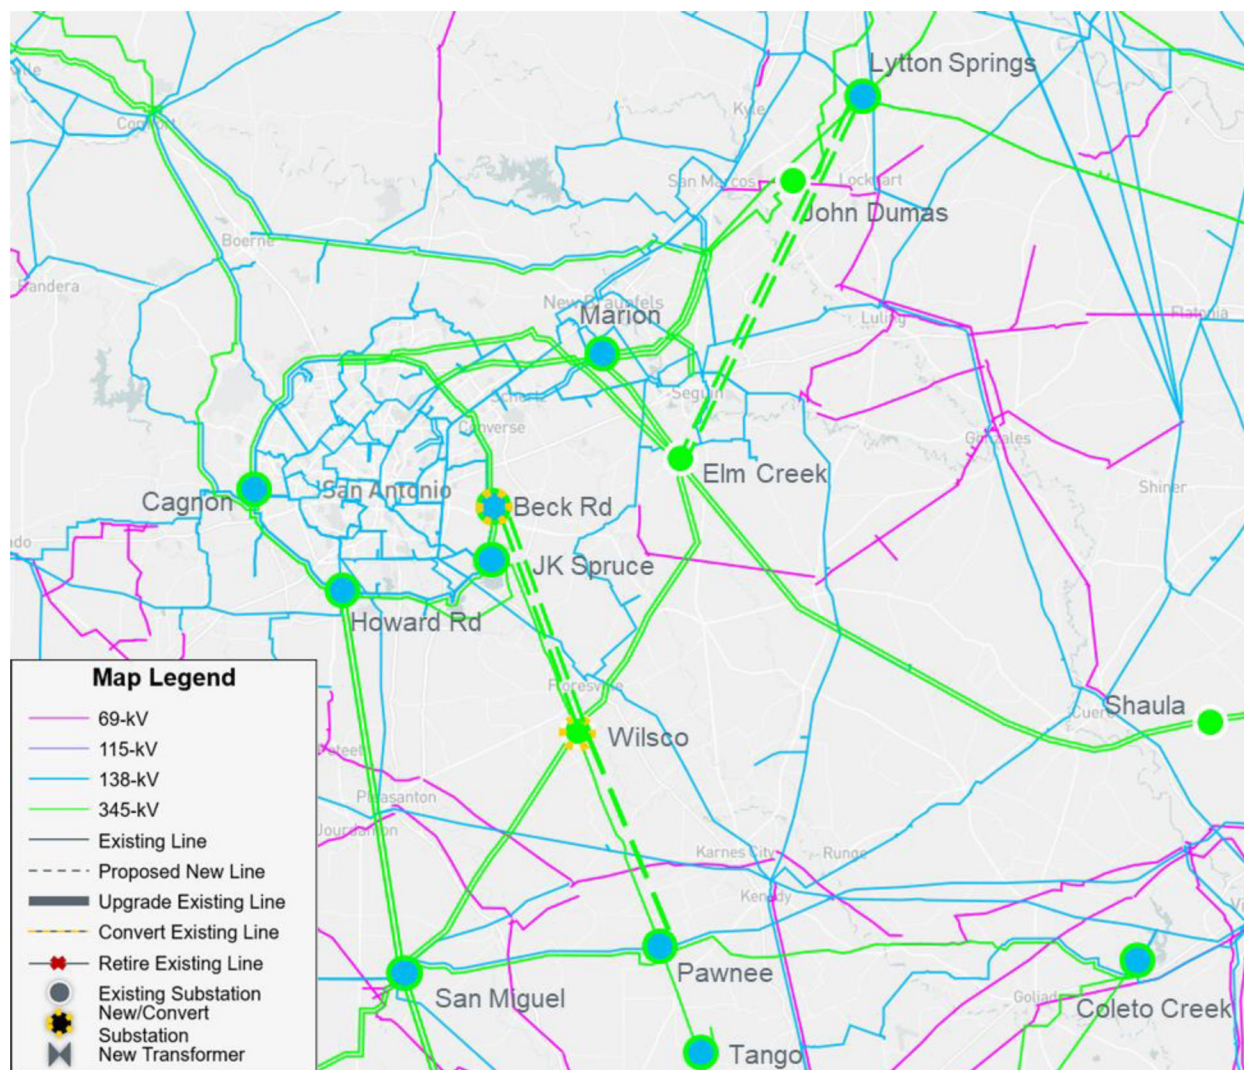 Lytton Springs
Kyle
Comfort
San Marcos
Lockhart
John Dumas
Boerne
Bandera
New Braunfels
Marion
Luling
Flatonia
Seguin
Schertz
Converse
Gonzales
Elm Creek
San Antonio
Cagnon
Beck Rd
Shiner
JK Spruce
Howard Rd
Floresville
Shaula
Cuero
Wilsco
Map Legend
69-kV
115-kV
138-kV
345-kV
Existing Line
Proposed New Line
Upgrade Existing Line
Convert Existing Line
Retire Existing Line
Existing Substation
New/Convert
Substation
New Transformer
Poteet
Pleasanton
Jourdanton
Karnes City
Runge
Kenedy
Pawnee
San Miguel
Goliad
Coleto Creek
Tango